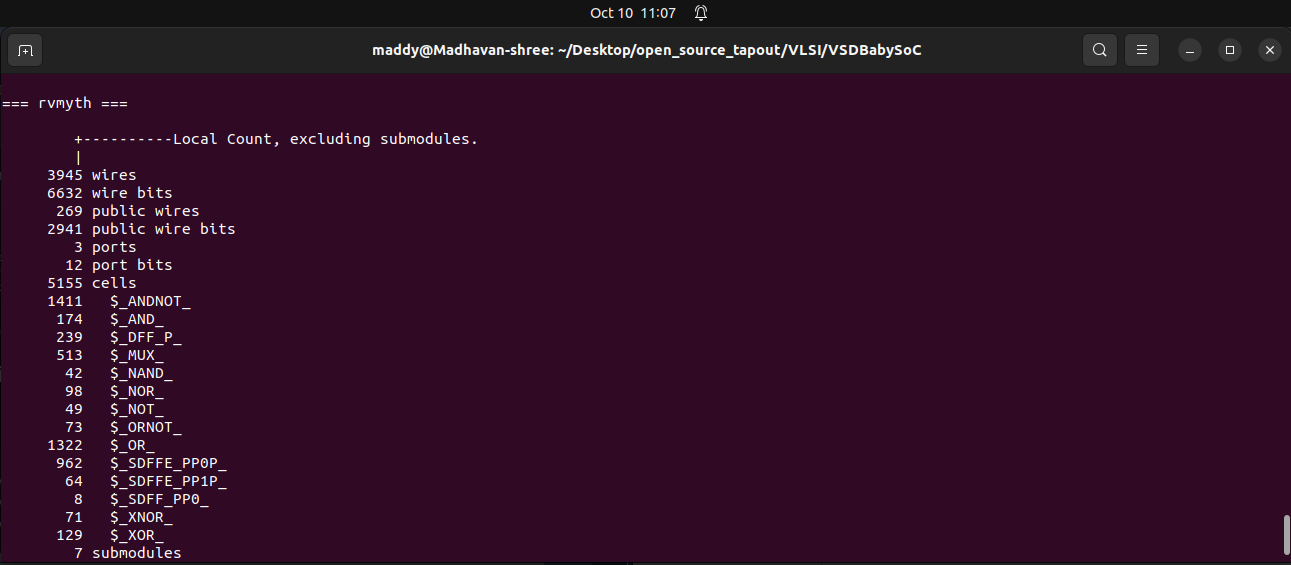 Oct 10 11:07
maddy@Madhavan-shree: ~/Desktop/open_source_tapout/VLSI/VSDBabySoC
=== rvmyth ===
+----------Local Count, excluding submodules.
|
3945 wires
6632 wire bits
269 public wires
2941 public wire bits
3 ports
12 port bits
5155 cells
1411 $_ANDNOT_
174 $_AND_
239 $_DFF_P_
513 $_MUX_
42 $_NAND_
98 $_NOR_
49 $_NOT_
73 $_ORNOT_
1322 $_OR_
962 $_SDFFE_PP0P_
64 $_SDFFE_PP1P_
8 $_SDFF_PP0_
71 $_XNOR_
129 $_XOR_
7 submodules